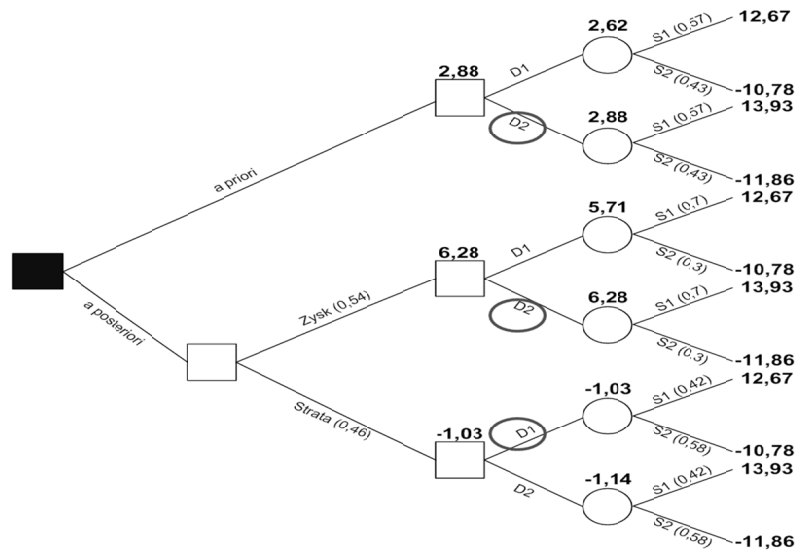 2,62
S1 (0,57)
12,67
2,88
D1
S2 (0,43)
-10,78
13,93
D2
2,88
S1 (0,57)
a priori
S2 (0,43)
-11,86
12,67
5,71
S1 (0,7)
6,28
D1
S2 (0,3)
-10,78
13,93
Zysk (0,54)
D2
6,28
S1 (0,7)
a posteriori
S2 (0,3)
-11,86
12,67
-1,03
S1 (0,42)
Strata (0,46)
-1,03
D1
S2 (0,58)
-10,78
13,93
D2
-1,14
S1 (0,42)
S2 (0,58)
-11,86